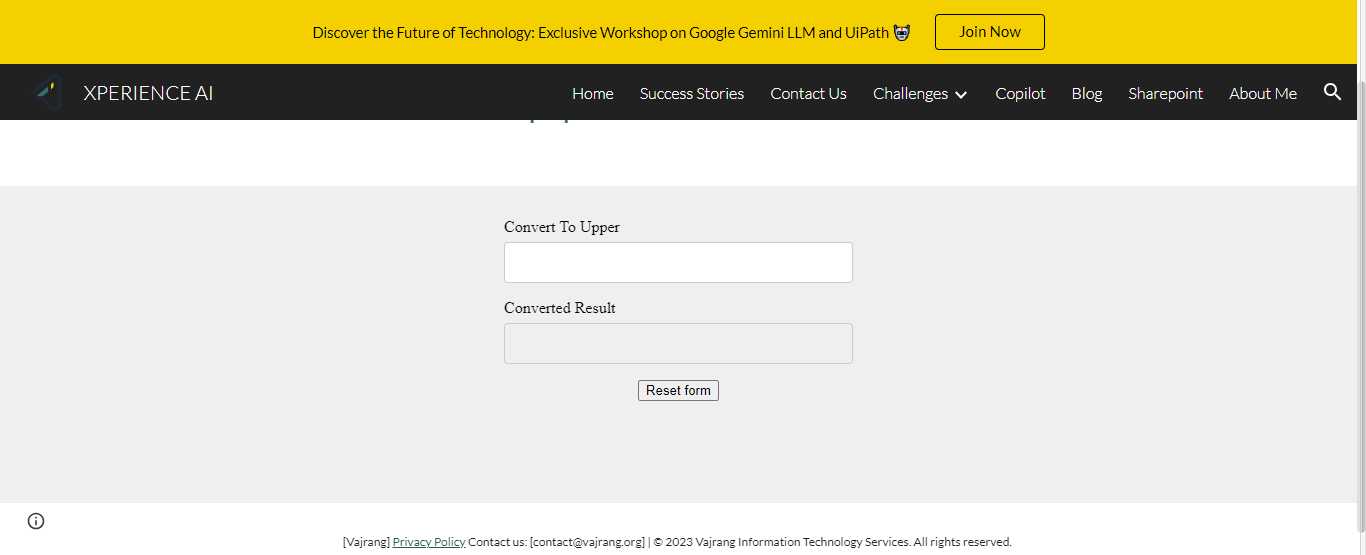 Discover the Future of Technology: Exclusive Workshop on Google Gemini LLM and UiPath
Join Now
XPERIENCE AI
Home Success Stories Contact Us Challenges Copilot Blog Sharepoint About Me
Convert To Upper
Converted Result
Reset form
[Vajrang] Privacy Policy Contact us: [contact@vajrang.org] | © 2023 Vajrang Information Technology Services. All rights reserved.